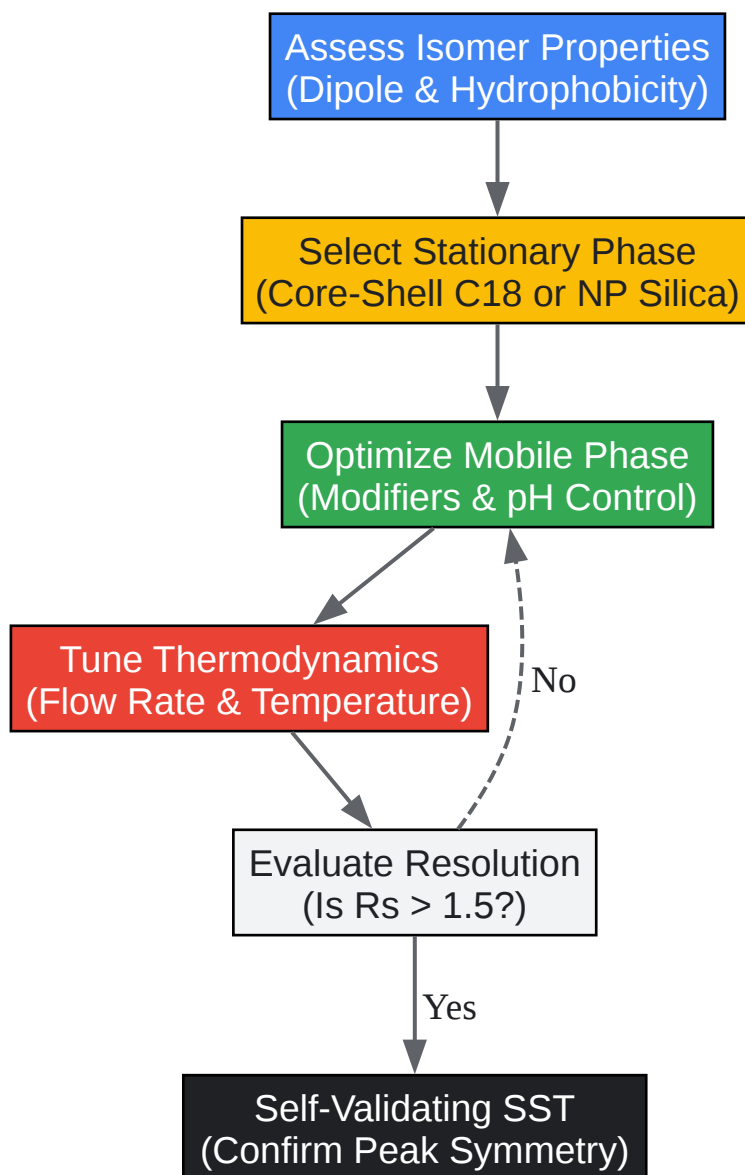 Assess Isomer Properties
(Dipole & Hydrophobicity)
Select Stationary Phase
(Core-Shell C18 or NP Silica)
Optimize Mobile Phase
(Modifiers & pH Control)
Tune Thermodynamics
(Flow Rate & Temperature)
No
Evaluate Resolution
(Is Rs > 1.5?)
Yes
Self-Validating SST
(Confirm Peak Symmetry)